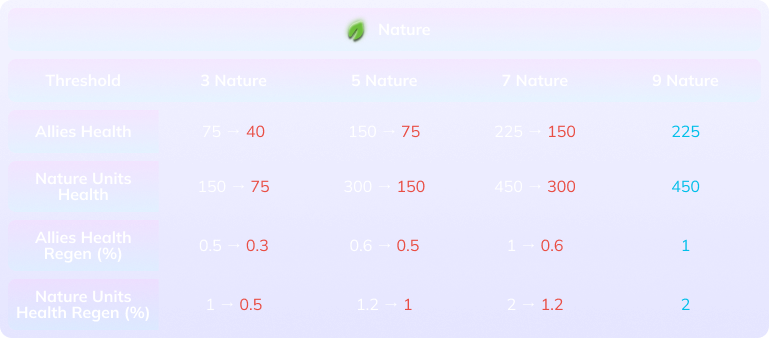 Nature
Threshold 3 Nature 5 Nature 7 Nature 9 Nature
Allies Health 75 → 40 150 → 75 225 → 150 225
Nature Units
Health 150 → 75 300 → 150 450 → 300 450
Allies Health
Regen (%) 0.5 → 0.3 0.6 → 0.5 1 → 0.6 1
Nature Units
Health Regen (%) 1 → 0.5 1.2 → 1 2 → 1.2 2